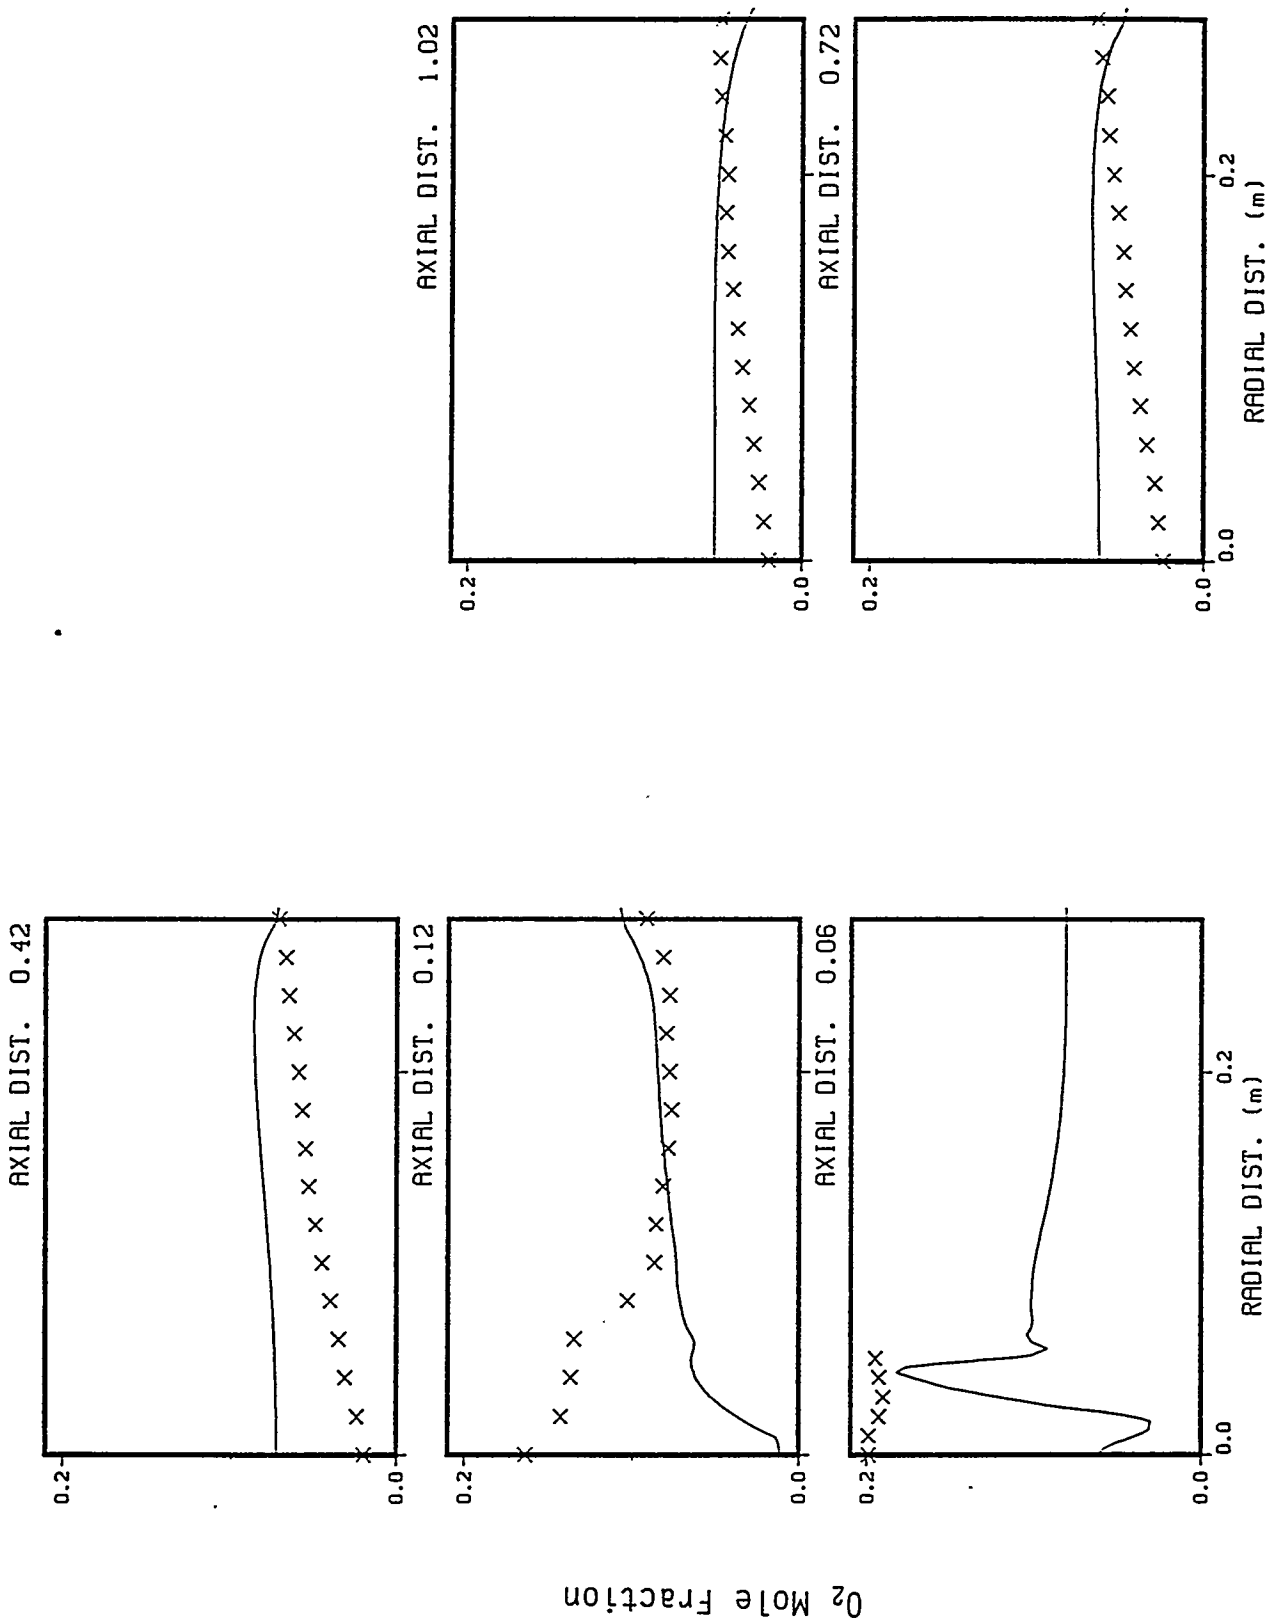 O₂ Mole Fraction
AXIAL DIST. 0.42
0.2
0.0
AXIAL DIST. 0.12
0.2
0.0
AXIAL DIST. 0.06
0.2
0.0
0.0 0.2
RADIAL DIST. (m)
AXIAL DIST. 1.02
0.2
0.0
AXIAL DIST. 0.72
0.2
0.0
0.0 0.2
RADIAL DIST. (m)